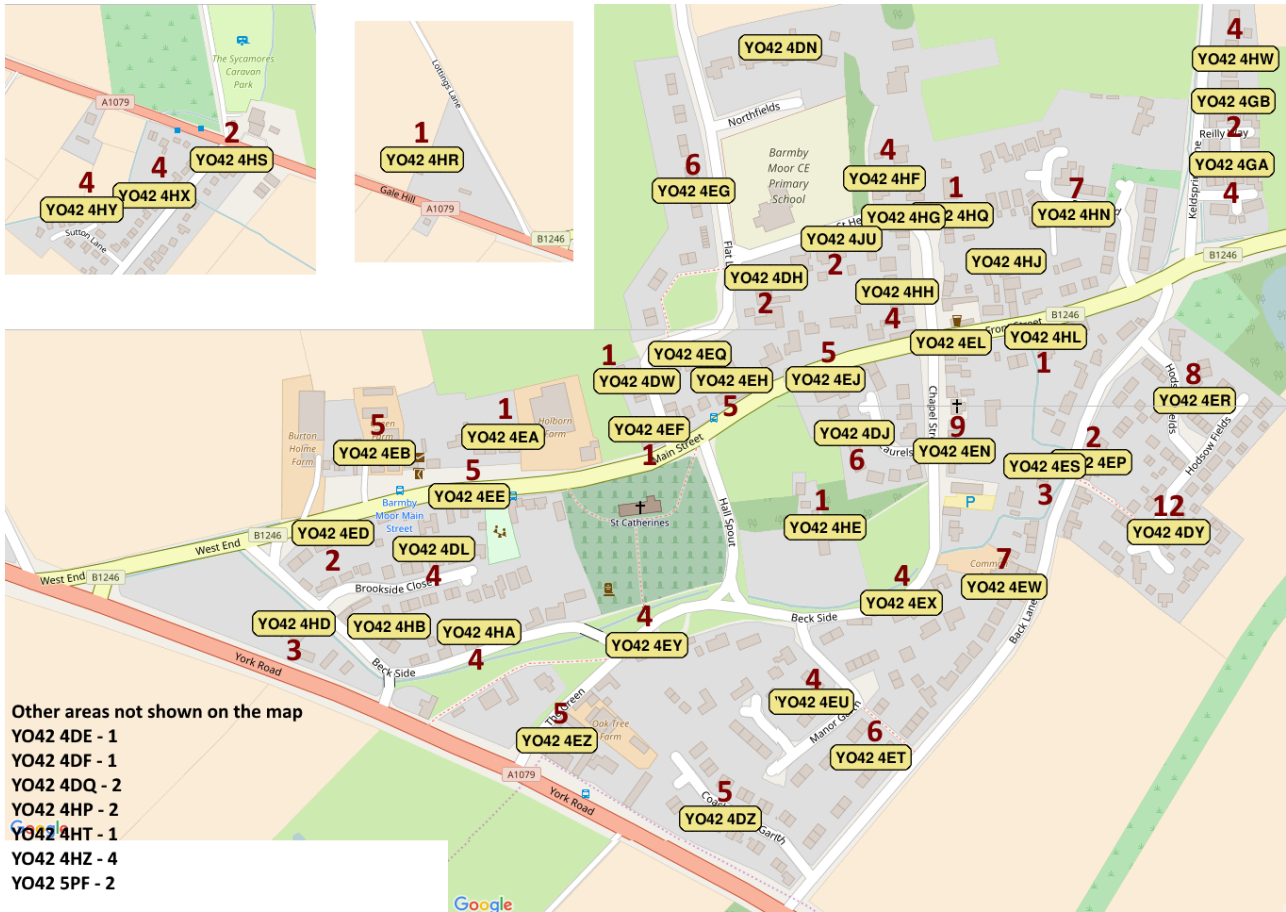 The Sycamores
Caravan
Park
A1079
2
YO42 4HS
4
YO42 4HX
4
YO42 4HY
Sutton Lane
Lottings Lane
1
YO42 4HR
Gale Hill
A1079
B1246
YO42 4DN
Northfields
Barmby
Moor CE
Primary
School
6
YO42 4EG
4
YO42 4HF
1
YO42 4HG
2 4HQ
7
YO42 4HN
4
YO42 4HW
YO42 4GB
2
Reilly Way
YO42 4GA
4
St He
YO42 4JU
2
YO42 4HJ
B1246
YO42 4DH
2
YO42 4HH
4
Front Street
B1246
YO42 4EL
YO42 4HL
1
YO42 4EQ
1
YO42 4DW
YO42 4EH
5
5
YO42 4EJ
8
YO42 4ER
Hodsow Fields
1
YO42 4EA
Holborn
Farm
5
YO42 4EB
Burton
Holme
Farm
YO42 4EF
1
Main Street
YO42 4DJ
6
Chapel Str
9
YO42 4EN
2
YO42 4ES
2 4EP
3
5
YO42 4EE
Barmby
Moor Main
Street
St Catherines
Hall Spout
1
YO42 4HE
P
12
YO42 4DY
B1246
West End
YO42 4ED
2
YO42 4DL
4
West End
B1246
Brookside Close
7
YO42 4EW
4
YO42 4EX
Back Lane
YO42 4HD
3
YO42 4HB
YO42 4HA
4
4
YO42 4EY
Beck Side
Beck Side
York Road
4
YO42 4EU
Manor Garth
6
YO42 4ET
The Green
5
YO42 4EZ
Oak Tree
Farm
A1079
York Road
5
YO42 4DZ
Garth
Other areas not shown on the map
YO42 4DE - 1
YO42 4DF - 1
YO42 4DQ - 2
YO42 4HP - 2
Google
YO42 4HT - 1
YO42 4HZ - 4
YO42 5PF - 2
Google